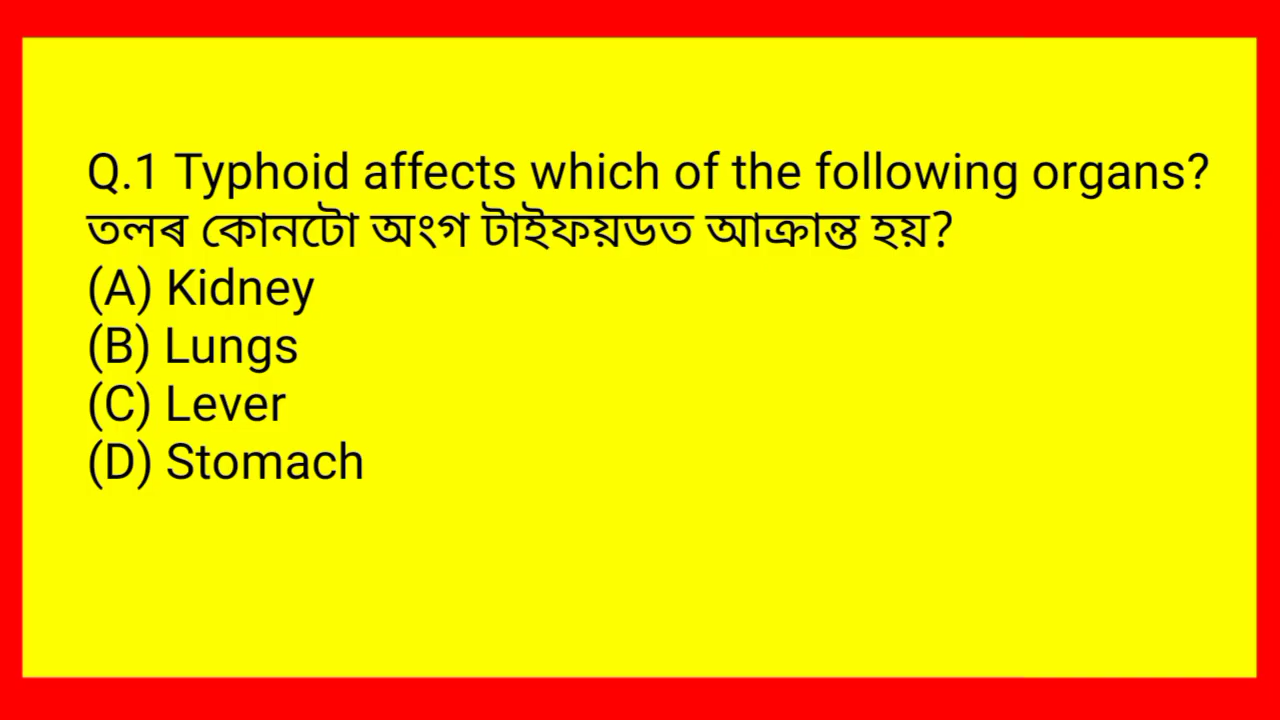 Q.1 Typhoid affects which of the following organs?
তলৰ কোনটো অংগ টাইফয়ডত আক্ৰান্ত হয়?
(A) Kidney
(B) Lungs
(C) Lever
(D) Stomach